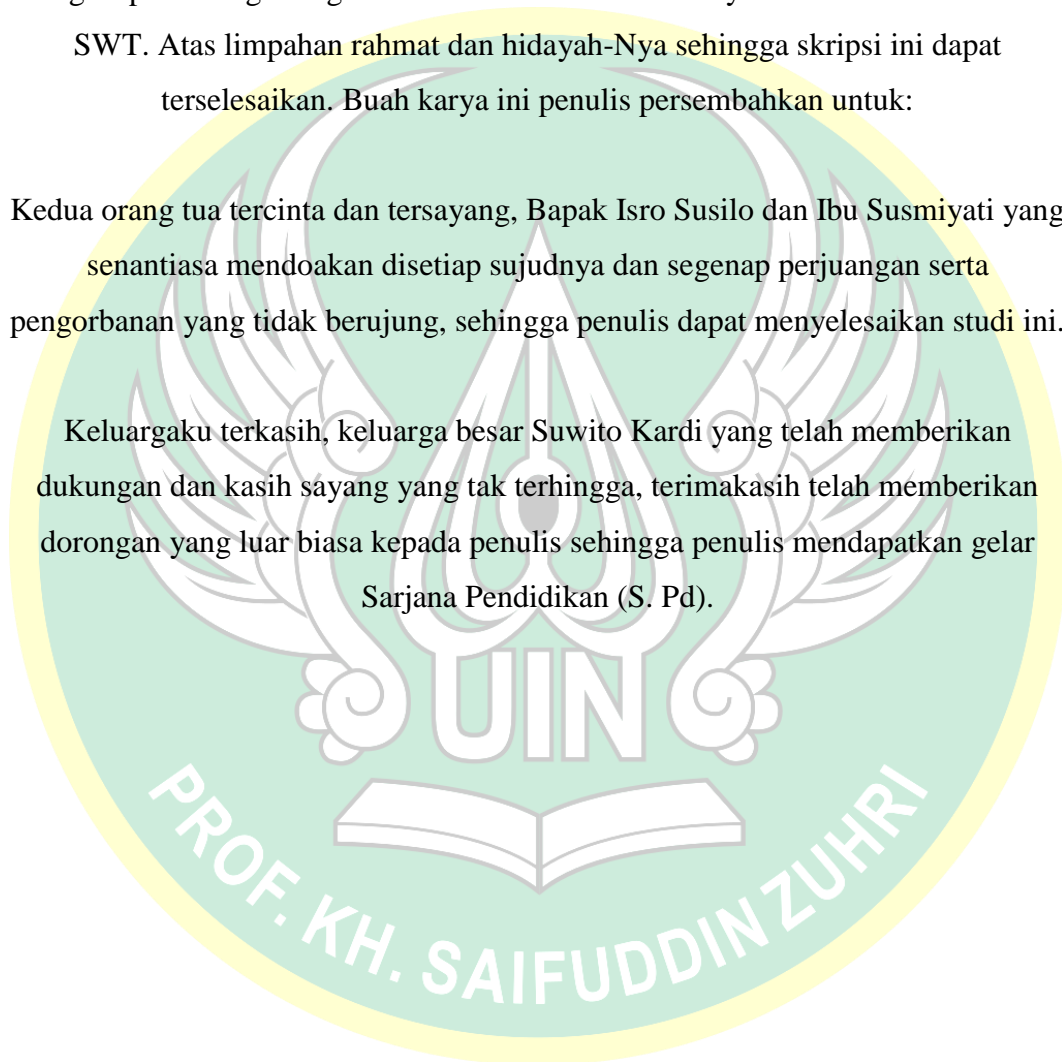 SWT. Atas limpahan rahmat dan hidayah-Nya sehingga skripsi ini dapat
terselesaikan. Buah karya ini penulis persembahkan untuk:
Kedua orang tua tercinta dan tersayang, Bapak Isro Susilo dan Ibu Susmiyati yang
senantiasa mendoakan disetiap sujudnya dan segenap perjuangan serta
pengorbanan yang tidak berujung, sehingga penulis dapat menyelesaikan studi ini.
Keluargaku terkasih, keluarga besar Suwito Kardi yang telah memberikan
dukungan dan kasih sayang yang tak terhingga, terimakasih telah memberikan
dorongan yang luar biasa kepada penulis sehingga penulis mendapatkan gelar
Sarjana Pendidikan (S. Pd).
UIN
PROF. KH. SAIFUDDIN ZUHRI